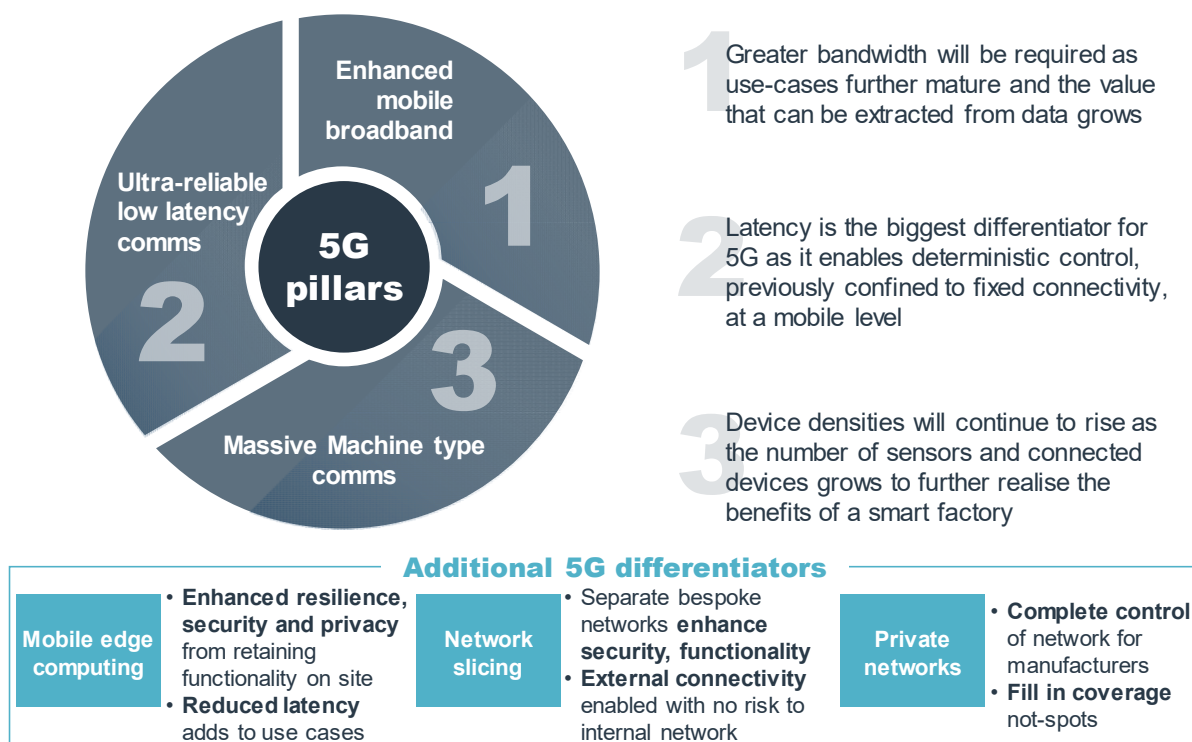 Enhanced
mobile
broadband
1
Ultra-reliable
low latency
comms
2
5G
pillars
3
Massive Machine type
comms
1
Greater bandwidth will be required as
use-cases further mature and the value
that can be extracted from data grows
2
Latency is the biggest differentiator for
5G as it enables deterministic control,
previously confined to fixed connectivity,
at a mobile level
3
Device densities will continue to rise as
the number of sensors and connected
devices grows to further realise the
benefits of a smart factory
Additional 5G differentiators
Mobile edge
computing
• Enhanced resilience,
security and privacy
from retaining
functionality on site
• Reduced latency
adds to use cases
Network
slicing
• Separate bespoke
networks enhance
security, functionality
• External connectivity
enabled with no risk to
internal network
Private
networks
• Complete control
of network for
manufacturers
• Fill in coverage
not-spots